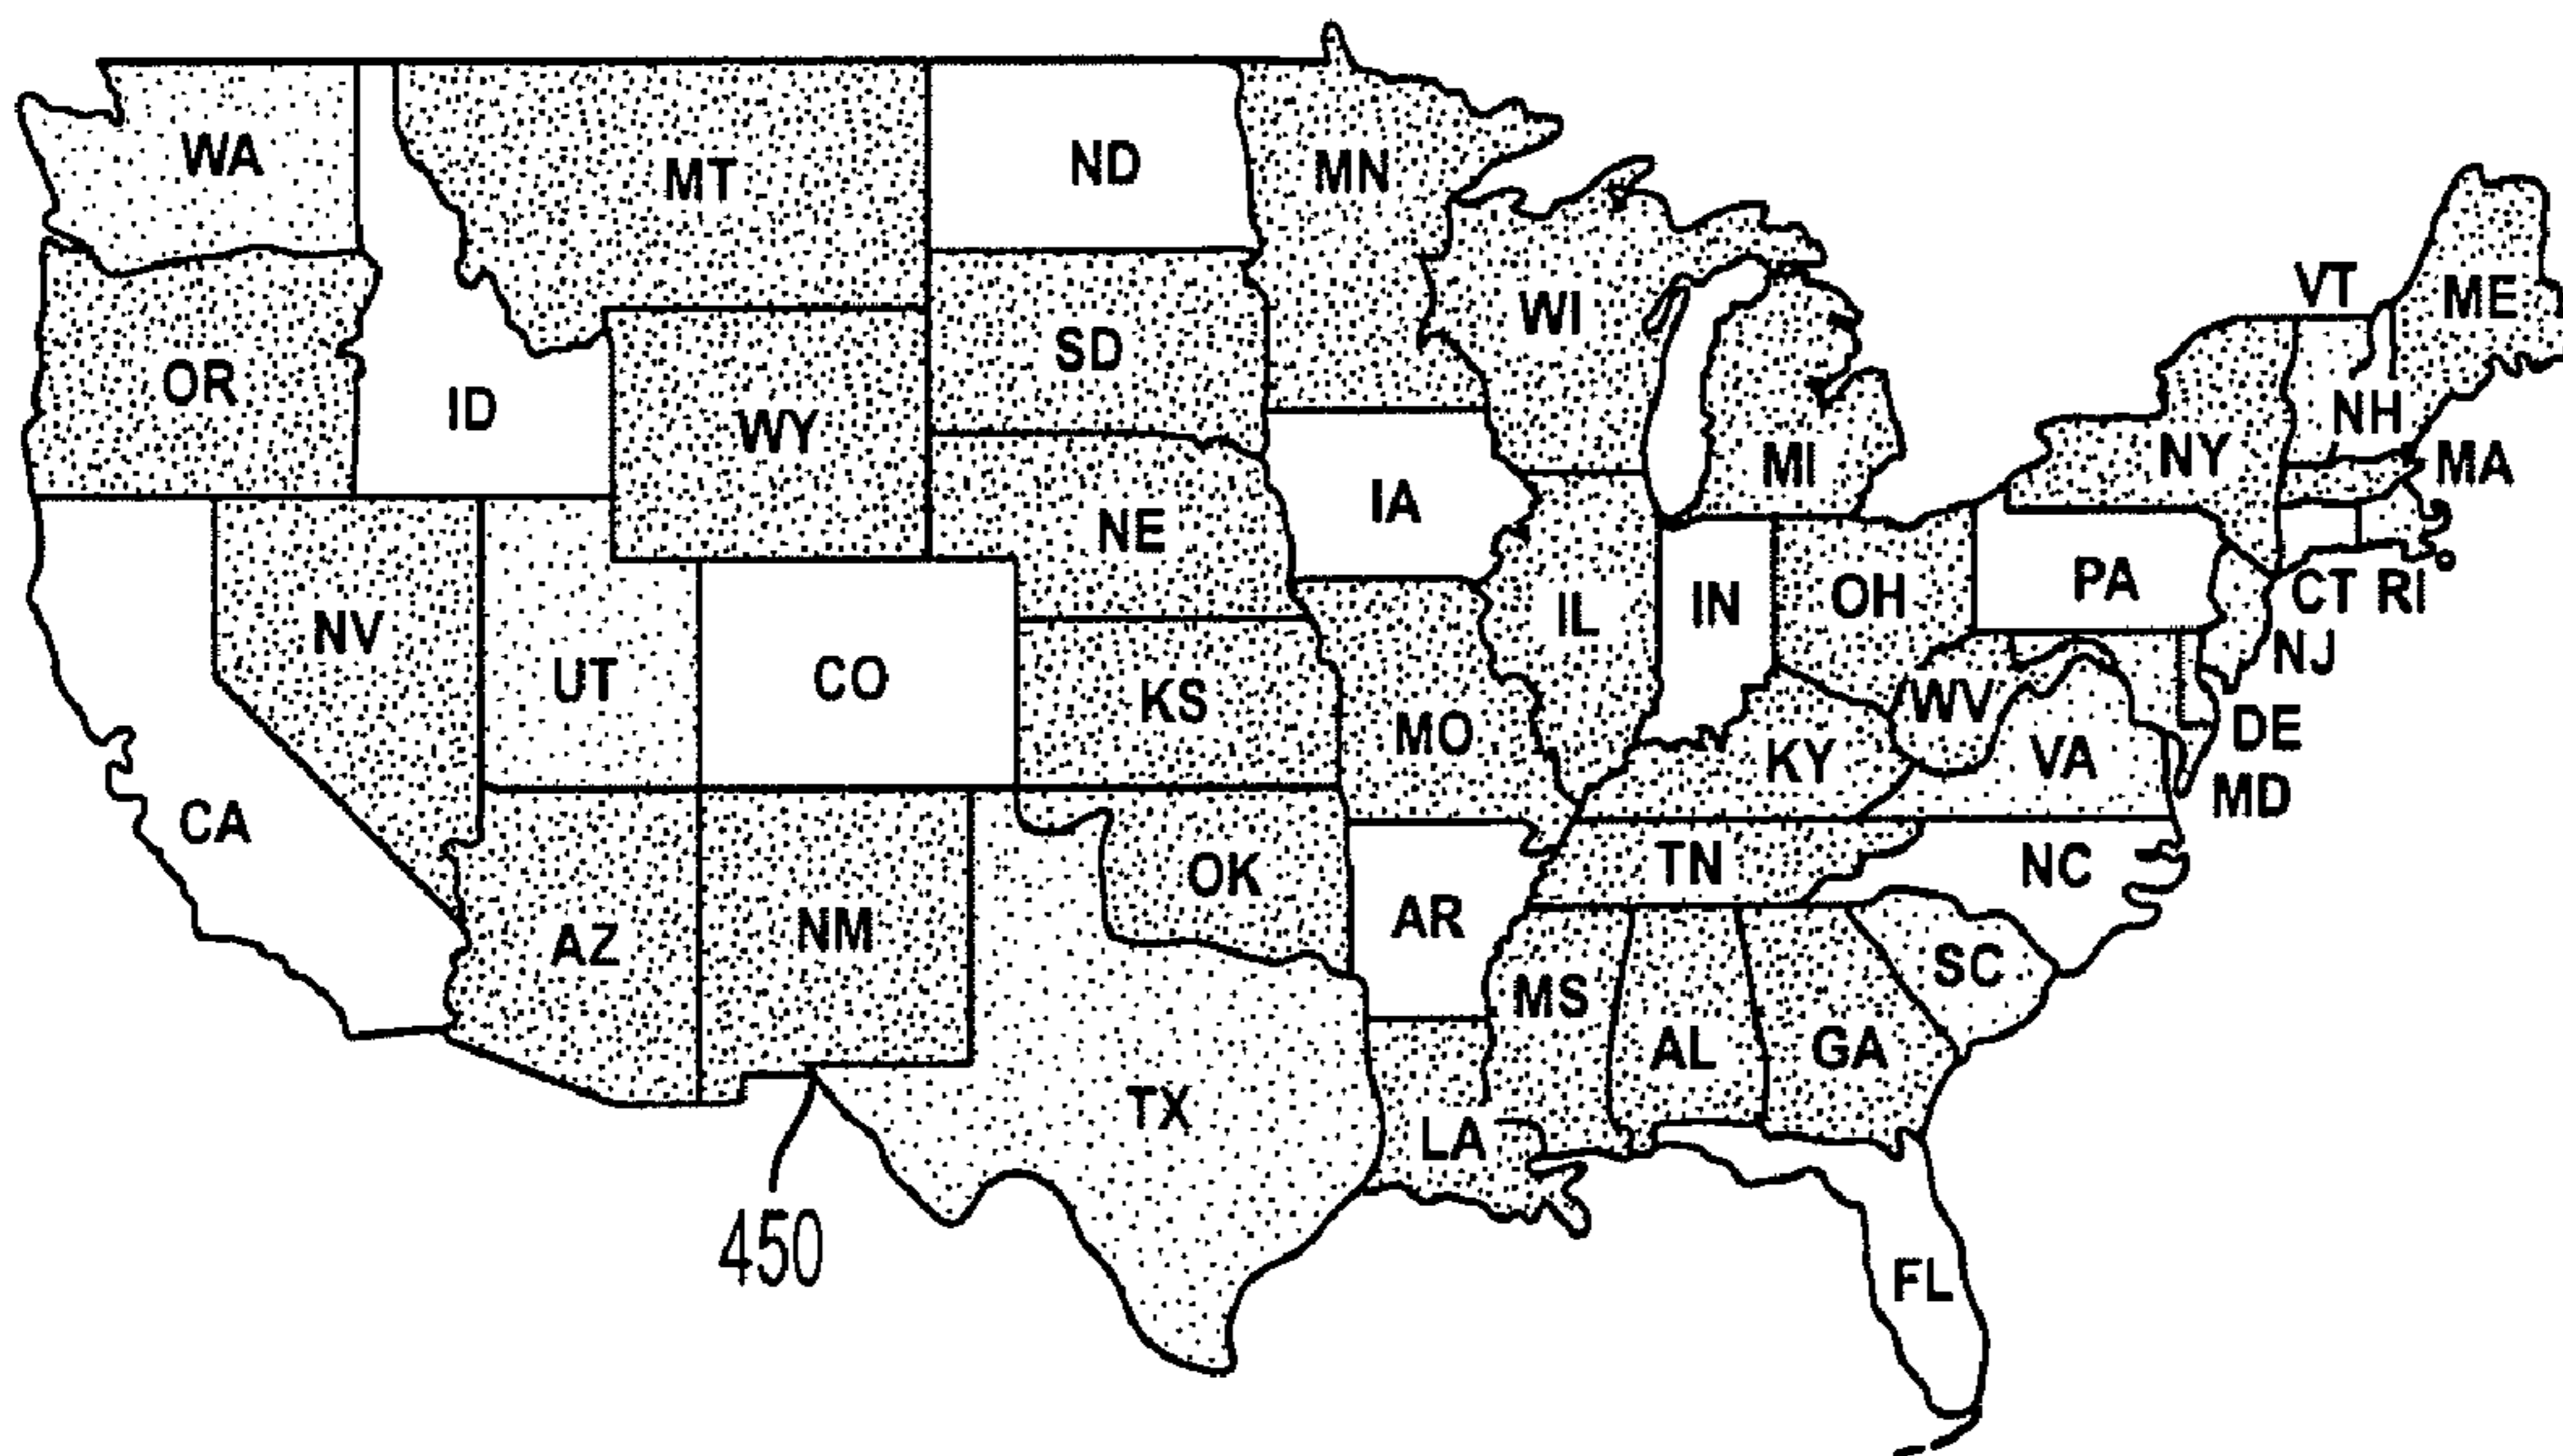 WA
MT
ND
MN
VT
ME
OR
ID
WY
SD
WI
MI
NY
NH
MA
NE
IA
NV
UT
CO
KS
MO
IL
IN
OH
PA
CT RI
NJ
WV
VA
DE
MD
KY
CA
AZ
NM
OK
AR
TN
NC
SC
MS
AL
GA
TX
LA
FL
450